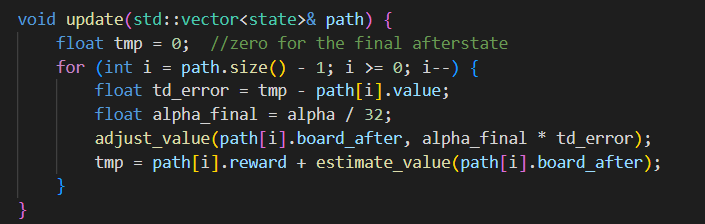 void update(std::vector<state>& path) {
    float tmp = 0;  //zero for the final afterstate
    for (int i = path.size() - 1; i >= 0; i--) {
        float td_error = tmp - path[i].value;
        float alpha_final = alpha / 32;
        adjust_value(path[i].board_after, alpha_final * td_error);
        tmp = path[i].reward + estimate_value(path[i].board_after);
    }
}